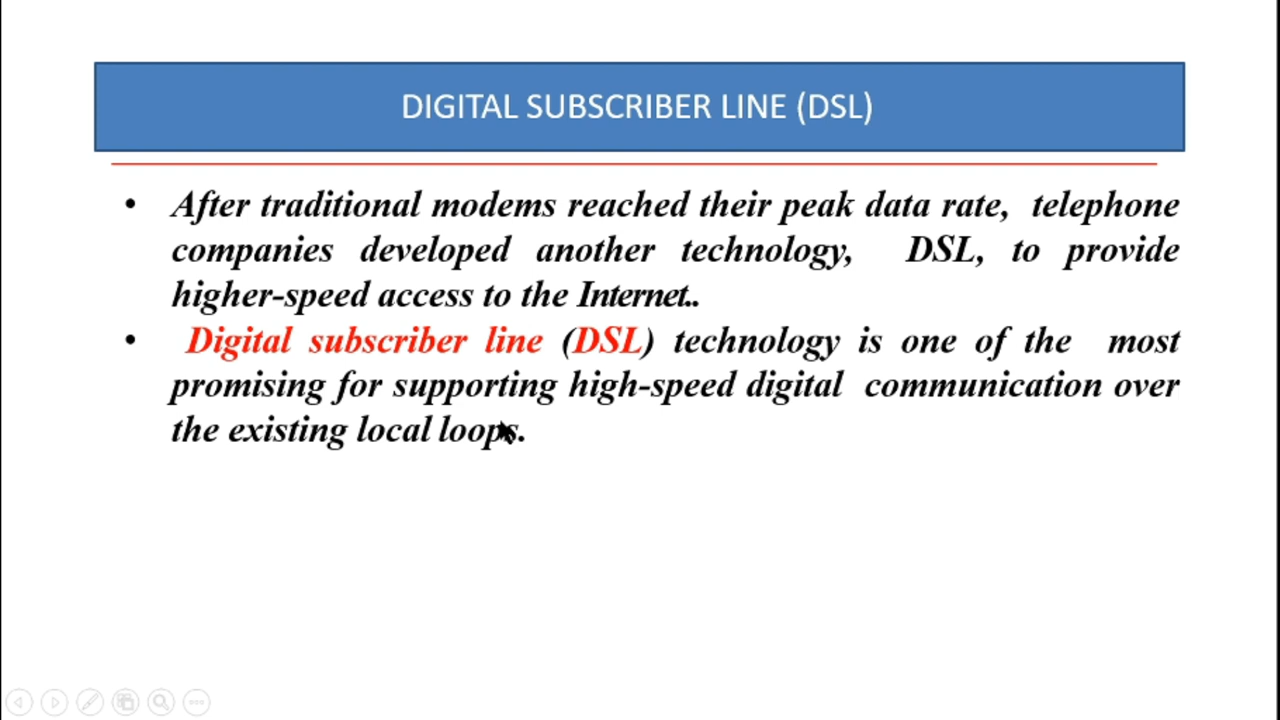 DIGITAL SUBSCRIBER LINE (DSL)
• After traditional modems reached their peak data rate, telephone
companies developed another technology, DSL, to provide
higher-speed access to the Internet..
• Digital subscriber line (DSL) technology is one of the most
promising for supporting high-speed digital communication over
the existing local loops.